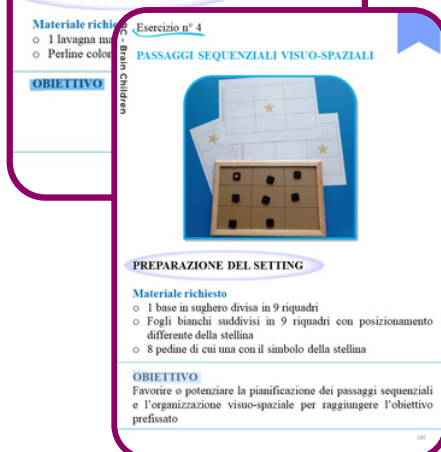 Materiale
1 lavagna
Perline
OBIETTIVO
BC - Brain Children
Esercizio n° 4
PASSAGGI SEQUENZIALI VISUO-SPAZIALI
PREPARAZIONE DEL SETTING
Materiale richiesto
o 1 base in sughero divisa in 9 riquadri
o Fogli bianchi suddivisi in 9 riquadri con posizionamento
differente della stellina
o 8 pedine di cui una con il simbolo della stellina
OBIETTIVO
Favorire o potenziare la pianificazione dei passaggi sequenziali
e l'organizzazione visuo-spaziale per raggiungere l'obiettivo
prefissato